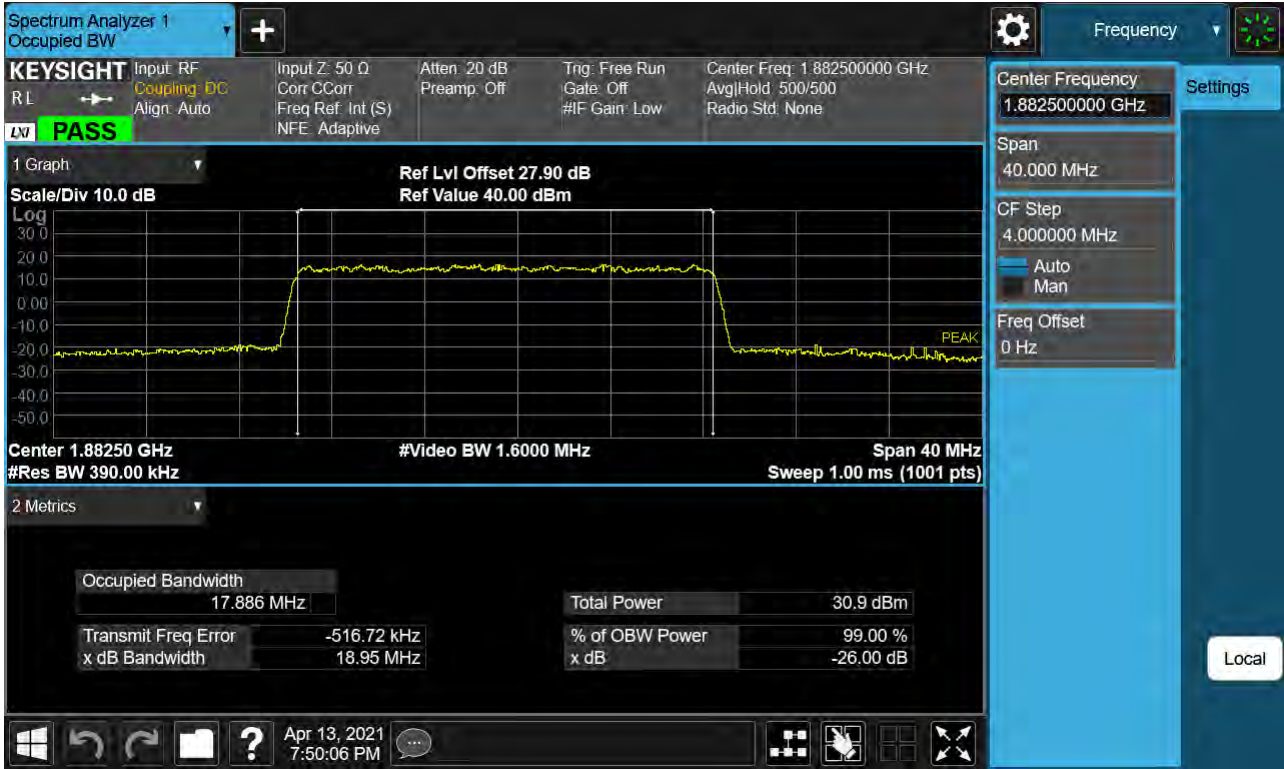 Spectrum Analyzer 1
Occupied BW
+
Frequency
KEYSIGHT
RL
LXI
PASS
Input: RF
Coupling: DC
Align: Auto
Input Z: 50 Ω
Corr CCorr
Freq Ref: Int (S)
NFE: Adaptive
Atten: 20 dB
Preamp: Off
Trig: Free Run
Gate: Off
#IF Gain: Low
Center Freq: 1.882500000 GHz
Avg|Hold: 500/500
Radio Std: None
1 Graph
Scale/Div 10.0 dB
Ref Lvl Offset 27.90 dB
Ref Value 40.00 dBm
Log
30.0
20.0
10.0
0.00
-10.0
-20.0
-30.0
-40.0
-50.0
PEAK
Center 1.88250 GHz
#Video BW 1.6000 MHz
Span 40 MHz
#Res BW 390.00 kHz
Sweep 1.00 ms (1001 pts)
2 Metrics
Occupied Bandwidth
17.886 MHz
Transmit Freq Error -516.72 kHz
x dB Bandwidth 18.95 MHz
Total Power 30.9 dBm
% of OBW Power 99.00 %
x dB -26.00 dB
Center Frequency
1.882500000 GHz
Span
40.000 MHz
CF Step
4.000000 MHz
Auto
Man
Freq Offset
0 Hz
Settings
Local
?
Apr 13, 2021
7:50:06 PM